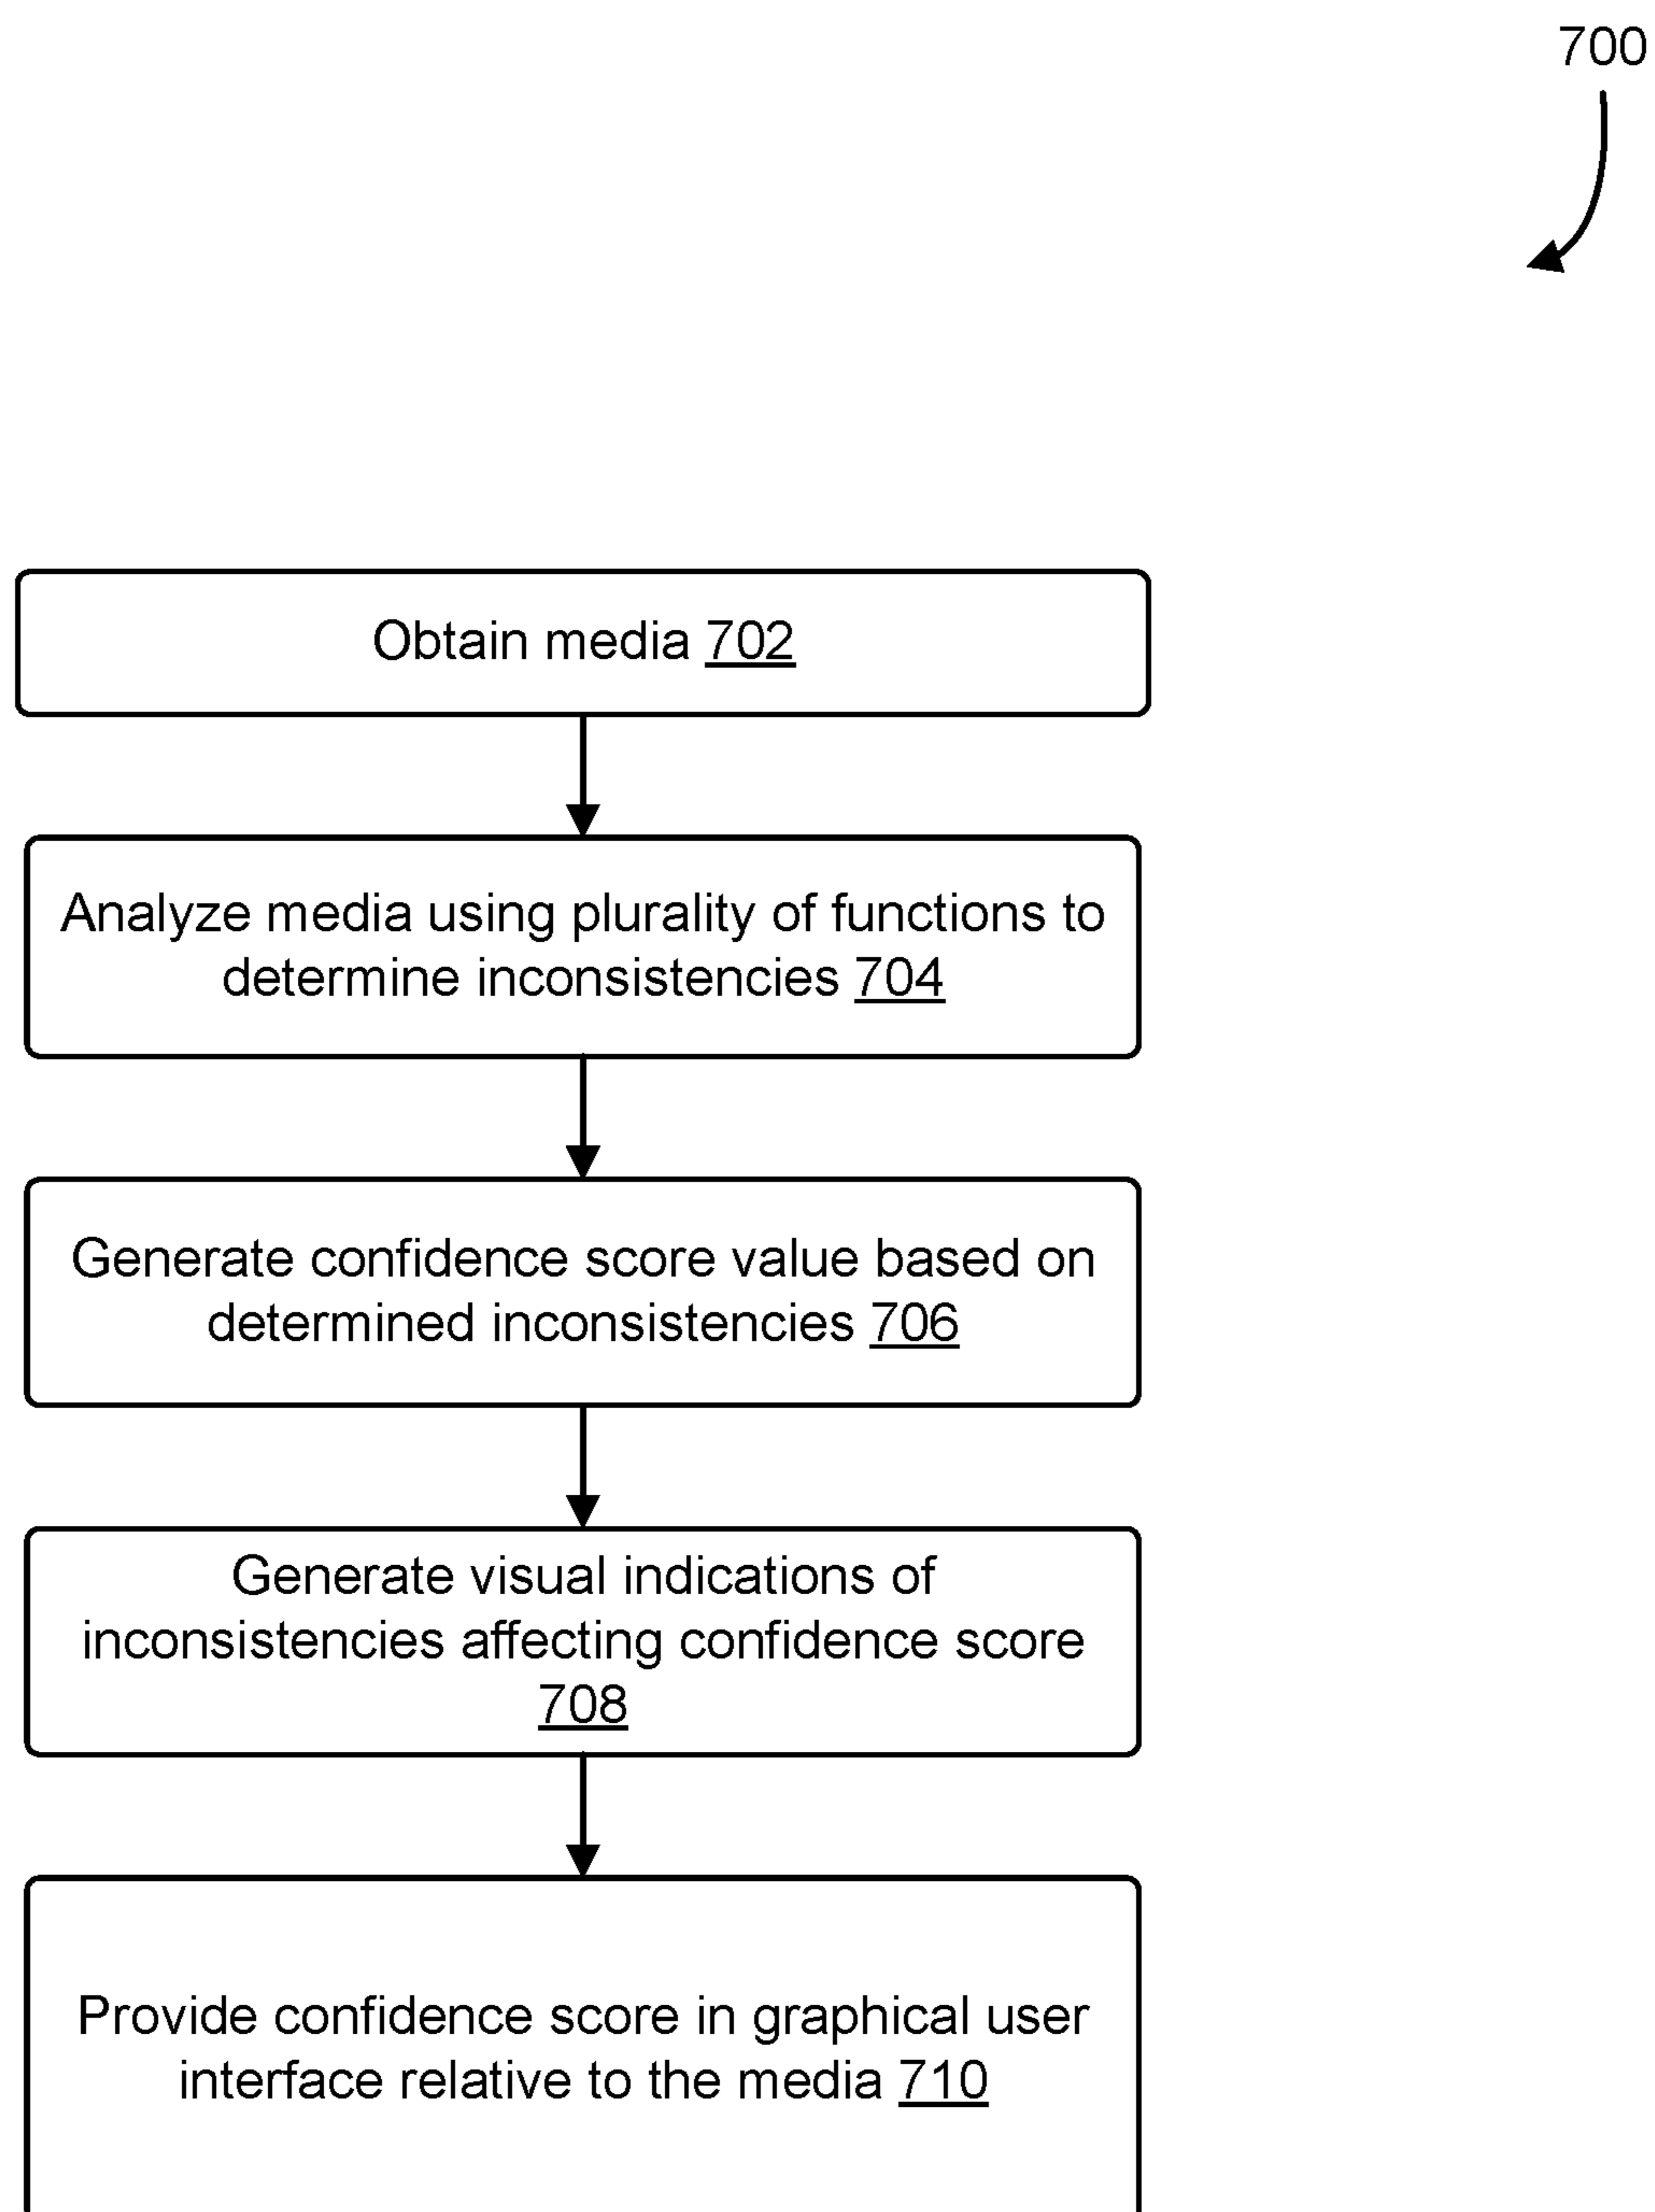 700
Obtain media 702
Analyze media using plurality of functions to
determine inconsistencies 704
Generate confidence score value based on
determined inconsistencies 706
Generate visual indications of
inconsistencies affecting confidence score
708
Provide confidence score in graphical user
interface relative to the media 710